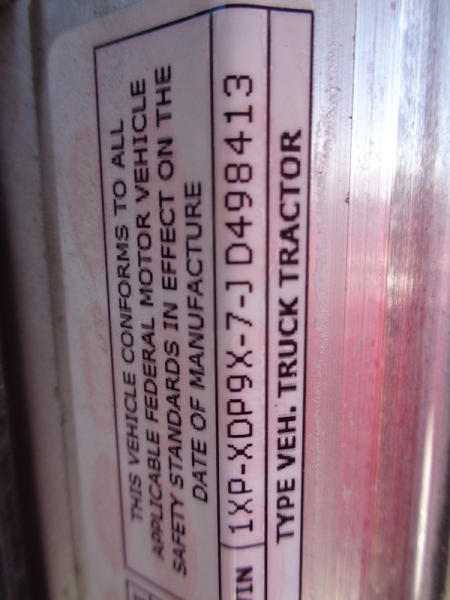 THIS VEHICLE CONFORMS TO ALL
APPLICABLE FEDERAL MOTOR VEHICLE
SAFETY STANDARDS IN EFFECT ON THE
DATE OF MANUFACTURE
VIN 1XP-XDP9X-7-JD498413
TYPE VEH. TRUCK TRACTOR